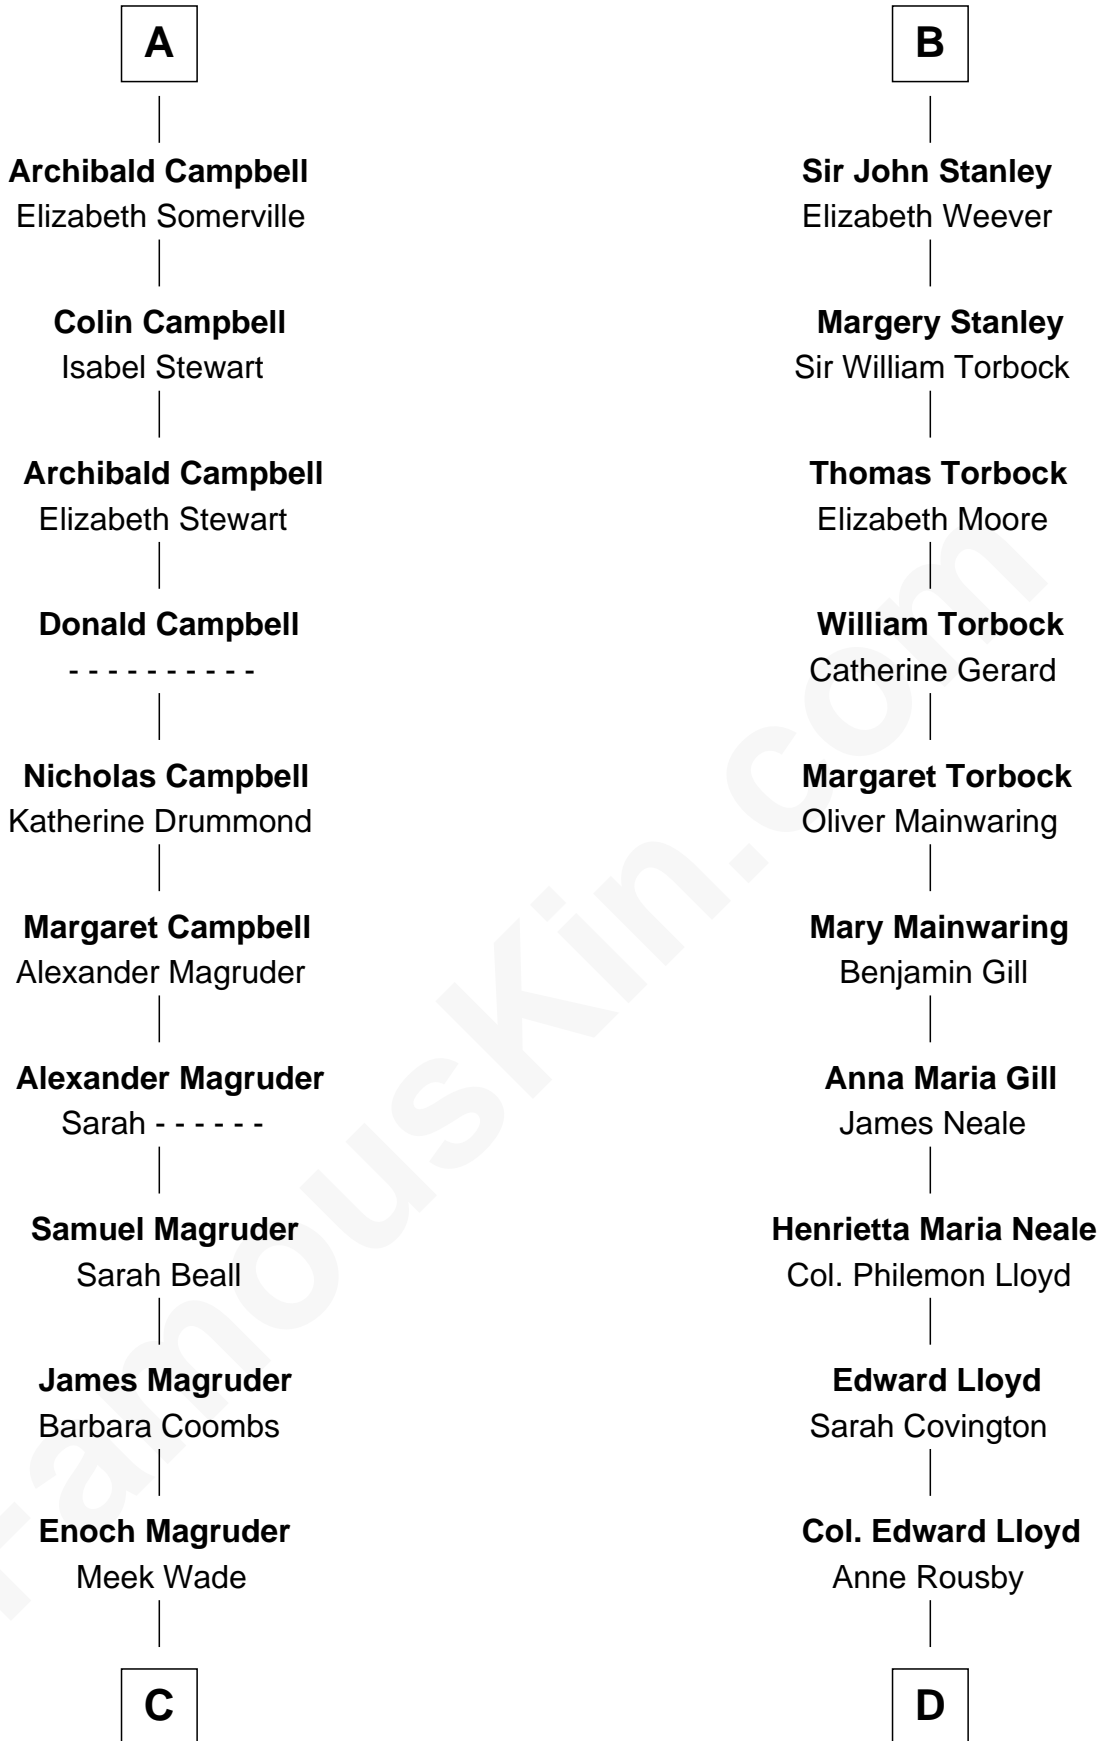 A
Archibald Campbell
Elizabeth Somerville
Colin Campbell
Isabel Stewart
Archibald Campbell
Elizabeth Stewart
Donald Campbell
- - - - - - - - - -
Nicholas Campbell
Katherine Drummond
Margaret Campbell
Alexander Magruder
Alexander Magruder
Sarah - - - - - -
Samuel Magruder
Sarah Beall
James Magruder
Barbara Coombs
Enoch Magruder
Meek Wade
C
B
Sir John Stanley
Elizabeth Weever
Margery Stanley
Sir William Torbock
Thomas Torbock
Elizabeth Moore
William Torbock
Catherine Gerard
Margaret Torbock
Oliver Mainwaring
Mary Mainwaring
Benjamin Gill
Anna Maria Gill
James Neale
Henrietta Maria Neale
Col. Philemon Lloyd
Edward Lloyd
Sarah Covington
Col. Edward Lloyd
Anne Rousby
D
FamousKin.com